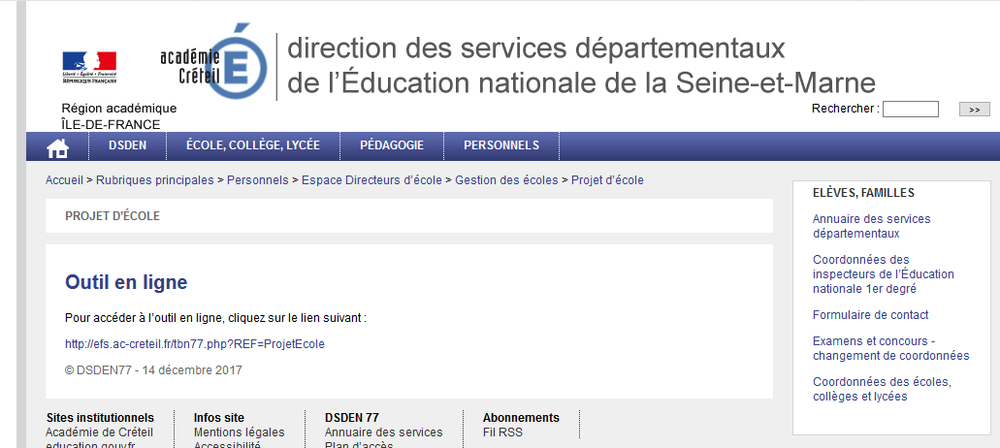 académie
Créteil
direction des services départementaux
de l’Éducation nationale de la Seine-et-Marne
Liberté • Égalité • Fraternité
RÉPUBLIQUE FRANÇAISE
Région académique
ÎLE-DE-FRANCE
Rechercher :
>>
DSDEN
ÉCOLE, COLLÈGE, LYCÉE
PÉDAGOGIE
PERSONNELS
Accueil > Rubriques principales > Personnels > Espace Directeurs d’école > Gestion des écoles > Projet d’école
PROJET D’ÉCOLE
Outil en ligne
Pour accéder à l’outil en ligne, cliquez sur le lien suivant :
http://efs.ac-creteil.fr/tbn77.php?REF=ProjetEcole
© DSDEN77 - 14 décembre 2017
ELÈVES, FAMILLES
Annuaire des services
départementaux
Coordonnées des
inspecteurs de l’Éducation
nationale 1er degré
Formulaire de contact
Examens et concours -
changement de coordonnées
Coordonnées des écoles,
collèges et lycées
Sites institutionnels
Académie de Créteil
education.gouv.fr
Infos site
Mentions légales
Accessibilité
DSDEN 77
Annuaire des services
Plan d’accès
Abonnements
Fil RSS